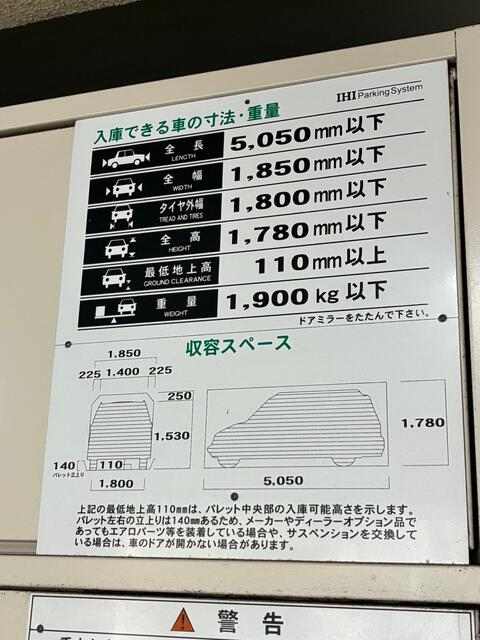 IHI Parking System
入庫できる車の寸法・重量
全長 LENGTH 5,050mm以下
全幅 WIDTH 1,850mm以下
タイヤ外幅 TREAD AND TIRES 1,800mm以下
全高 HEIGHT 1,780mm以下
最低地上高 GROUND CLEARANCE 110mm以上
重量 WEIGHT 1,900kg以下
ドアミラーをたたんで下さい。
収容スペース
1.850
225 1.400 225
250
1.530
1.780
140 110
パレット立上り
1.800
5.050
上記の最低地上高110mmは、パレット中央部の入庫可能高さを示します。
パレット左右の立上りは140mmあるため、メーカーやディーラーオプション品で
あってもエアロパーツ等を装着している場合や、サスペンションを交換して
いる場合は、車のドアが開かない場合があります。
警告